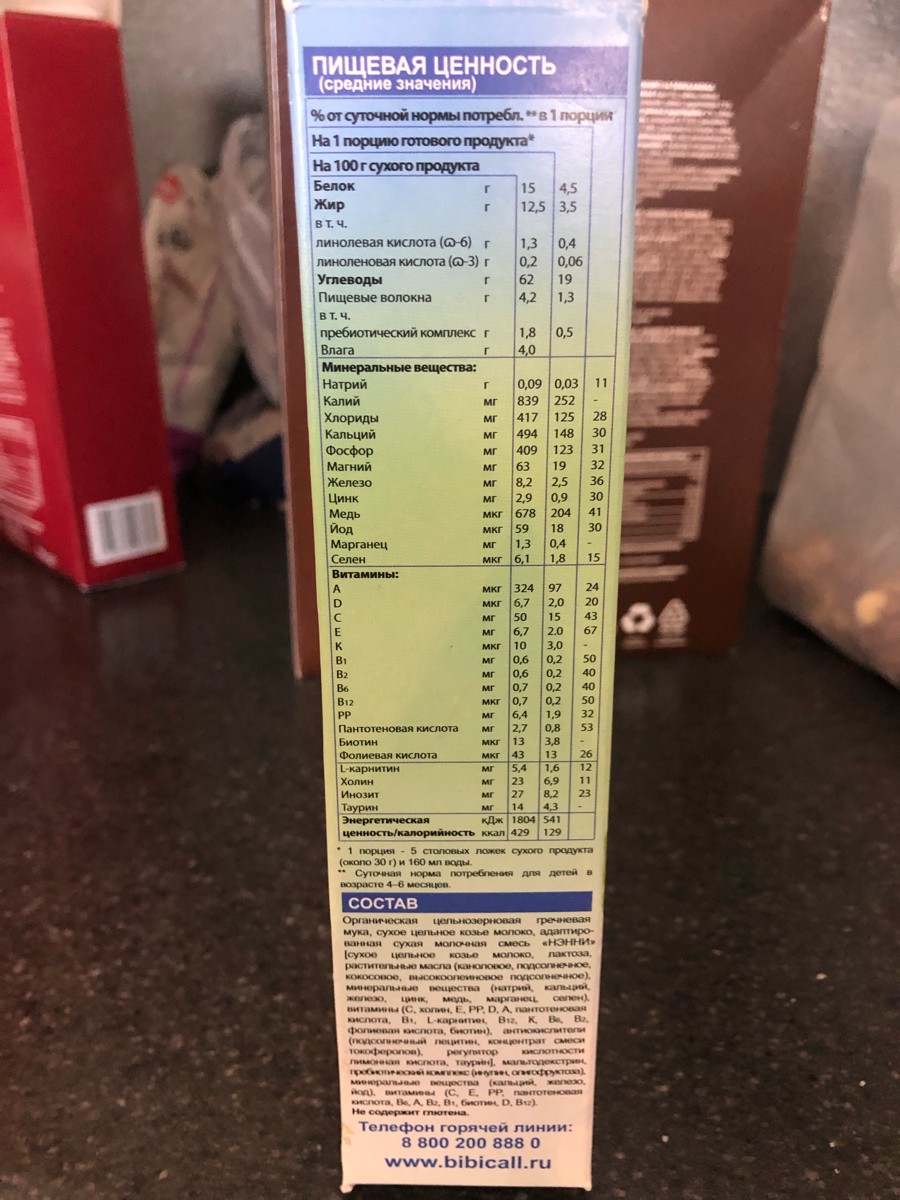 ПИЩЕВАЯ ЦЕННОСТЬ
(средние значения)
% от суточной нормы потребл. ** в 1 порции
На 1 порцию готового продукта*
На 100 г сухого продукта
Белок г 15 4,5
Жир г 12,5 3,5
в т. ч.
линолевая кислота (ω-6) г 1,3 0,4
линоленовая кислота (ω-3) г 0,2 0,06
Углеводы г 62 19
Пищевые волокна г 4,2 1,3
в т. ч.
пребиотический комплекс г 1,8 0,5
Влага г 4,0
Минеральные вещества:
Натрий г 0,09 0,03 11
Калий мг 839 252 -
Хлориды мг 417 125 28
Кальций мг 494 148 30
Фосфор мг 409 123 31
Магний мг 63 19 32
Железо мг 8,2 2,5 36
Цинк мг 2,9 0,9 30
Медь мкг 678 204 41
Йод мкг 59 18 30
Марганец мг 1,3 0,4 -
Селен мкг 6,1 1,8 15
Витамины:
A мкг 324 97 24
D мкг 6,7 2,0 20
C мг 50 15 43
E мг 6,7 2.0 67
K мкг 10 3,0 -
B1 мг 0,6 0,2 50
B2 мг 0,6 0,2 40
B6 мг 0,7 0,2 40
B12 мкг 0,7 0,2 50
PP мг 6,4 1,9 32
Пантотеновая кислота мг 2,7 0,8 53
Биотин мкг 13 3,8 -
Фолиевая кислота мкг 43 13 26
L-карнитин мг 5,4 1,6 12
Холин мг 23 6,9 11
Инозит мг 27 8,2 23
Таурин мг 14 4,3 -
Энергетическая кДж 1804 541
ценность/калорийность ккал 429 129
* 1 порция - 5 столовых ложек сухого продукта
(около 30 г) и 160 мл воды.
** Суточная норма потребления для детей в
возрасте 4–6 месяцев.
СОСТАВ
Органическая цельнозерновая гречневая
мука, сухое цельное козье молоко, адаптиро-
ванная сухая молочная смесь «НЭННИ»
[сухое цельное козье молоко, лактоза,
растительные масла (каноловое, подсолнечное,
кокосовое, высокоолеиновое подсолнечное),
минеральные вещества (натрий, кальций,
железо, цинк, медь, марганец, селен),
витамины (C, холин, E, PP, D, A, пантотеновая
кислота, B1, L-карнитин, B12, K, B6, B2,
фолиевая кислота, биотин), антиокислители
(подсолнечный лецитин, концентрат смеси
токоферолов), регулятор кислотности
лимонная кислота, таурин], мальтодекстрин,
пребиотический комплекс (инулин, олигофруктоза),
минеральные вещества (кальций, железо,
йод), витамины (C, E, PP, пантотеновая
кислота, B6, A, B2, B1, биотин, D, B12).
Не содержит глютена.
Телефон горячей линии:
8 800 200 888 0
www.bibicall.ru